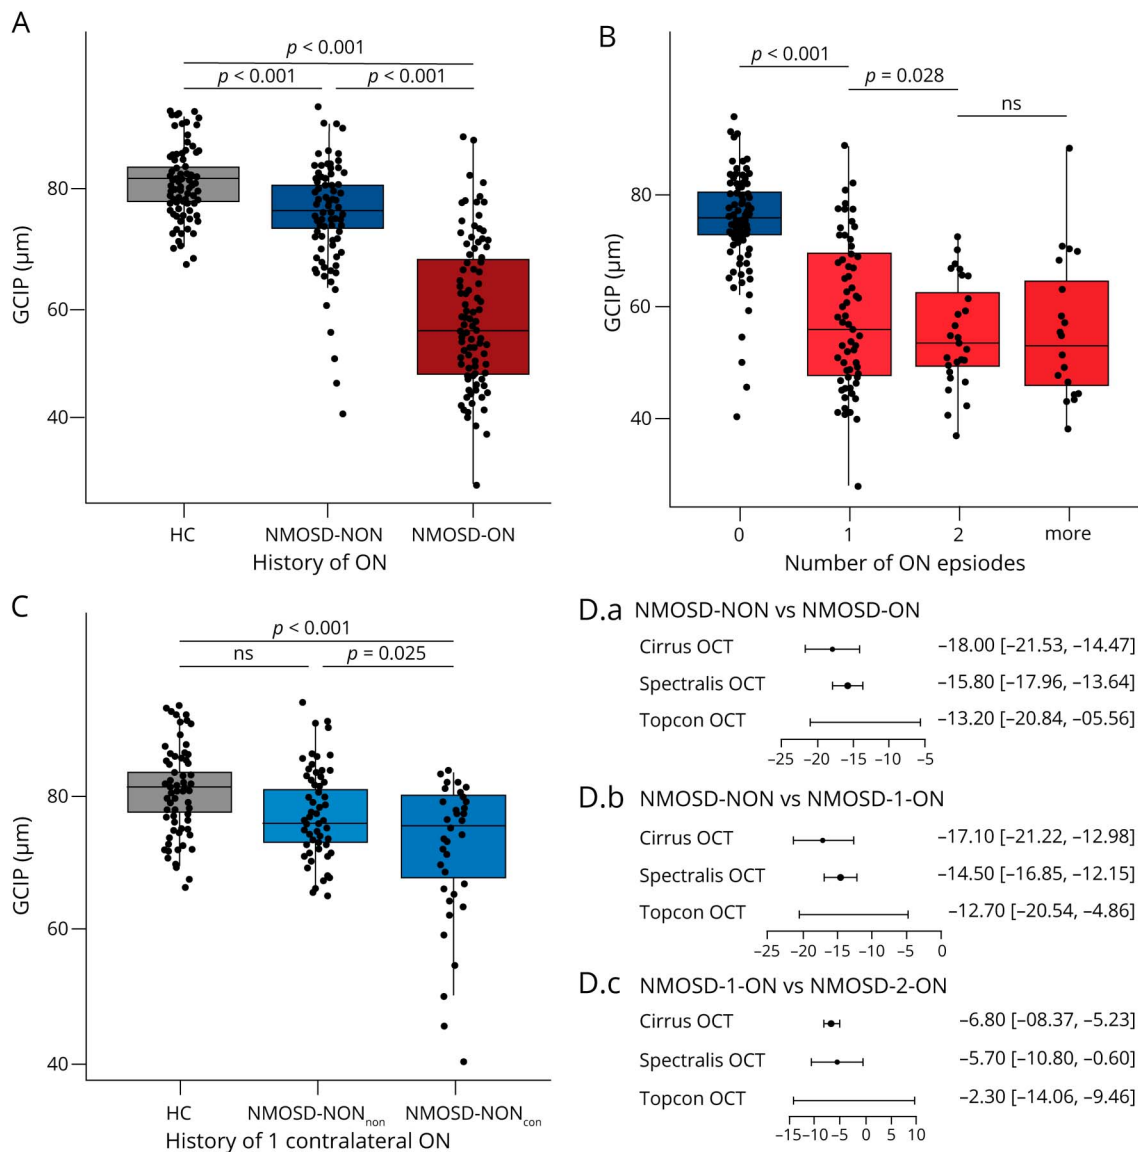 A
p < 0.001
p < 0.001 p < 0.001
80
60
40
GCIP (μm)
HC NMOSD-NON NMOSD-ON
History of ON
B
p < 0.001
p = 0.028
ns
80
60
40
GCIP (μm)
0 1 2 more
Number of ON epsiodes
C
p < 0.001
ns p = 0.025
80
60
40
GCIP (μm)
HC NMOSD-NONnon NMOSD-NONcon
History of 1 contralateral ON
D.a NMOSD-NON vs NMOSD-ON
Cirrus OCT –18.00 [–21.53, –14.47]
Spectralis OCT –15.80 [–17.96, –13.64]
Topcon OCT –13.20 [–20.84, –05.56]
–25 –20 –15 –10 –5
D.b NMOSD-NON vs NMOSD-1-ON
Cirrus OCT –17.10 [–21.22, –12.98]
Spectralis OCT –14.50 [–16.85, –12.15]
Topcon OCT –12.70 [–20.54, –4.86]
–25 –20 –15 –10 –5 0
D.c NMOSD-1-ON vs NMOSD-2-ON
Cirrus OCT –6.80 [–08.37, –5.23]
Spectralis OCT –5.70 [–10.80, –0.60]
Topcon OCT –2.30 [–14.06, –9.46]
–15 –10 –5 0 5 10